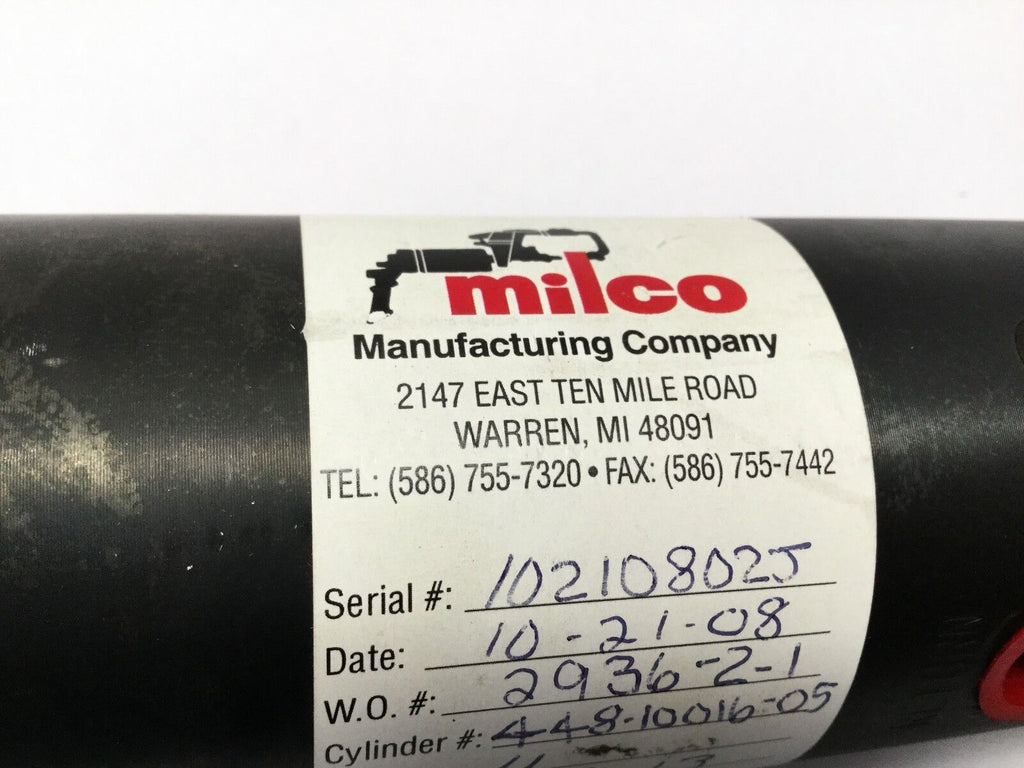 milco
Manufacturing Company
2147 EAST TEN MILE ROAD
WARREN, MI 48091
TEL: (586) 755-7320 • FAX: (586) 755-7442
Serial #: 10210802J
Date: 10-21-08
W.O. #: 2936-2-1
Cylinder #: 448-10016-05